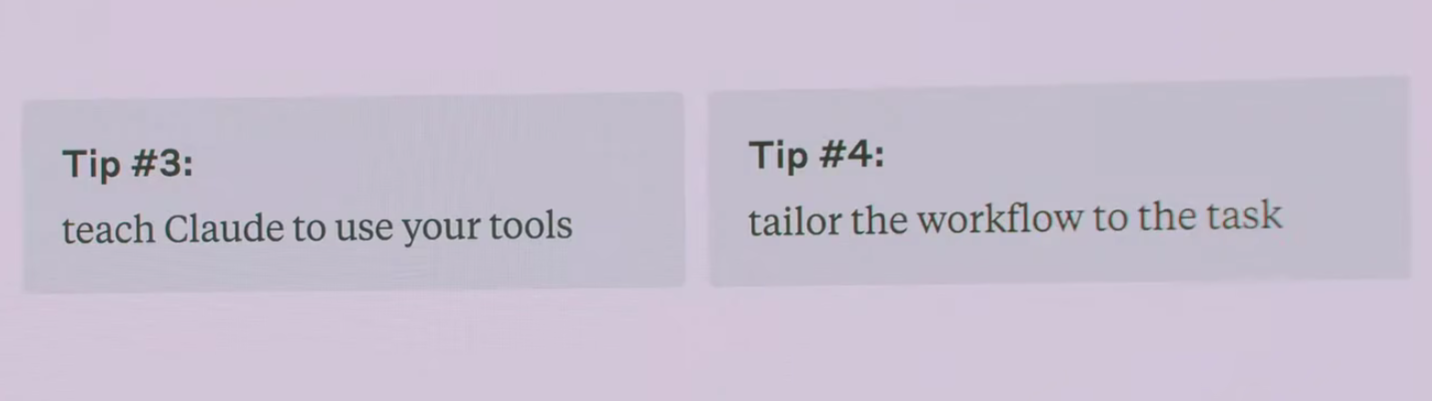 Tip #3:
teach Claude to use your tools
Tip #4:
tailor the workflow to the task